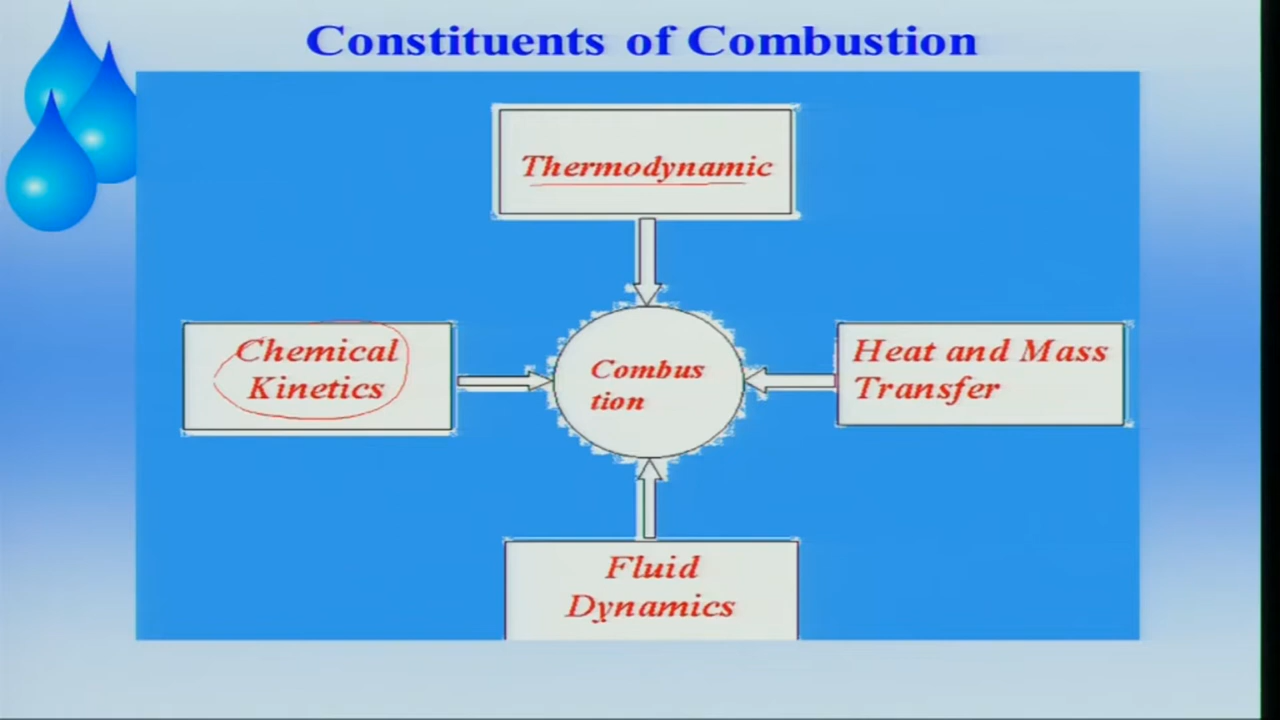 Constituents of Combustion
Thermodynamic
Chemical
Kinetics
Combus
tion
Heat and Mass
Transfer
Fluid
Dynamics